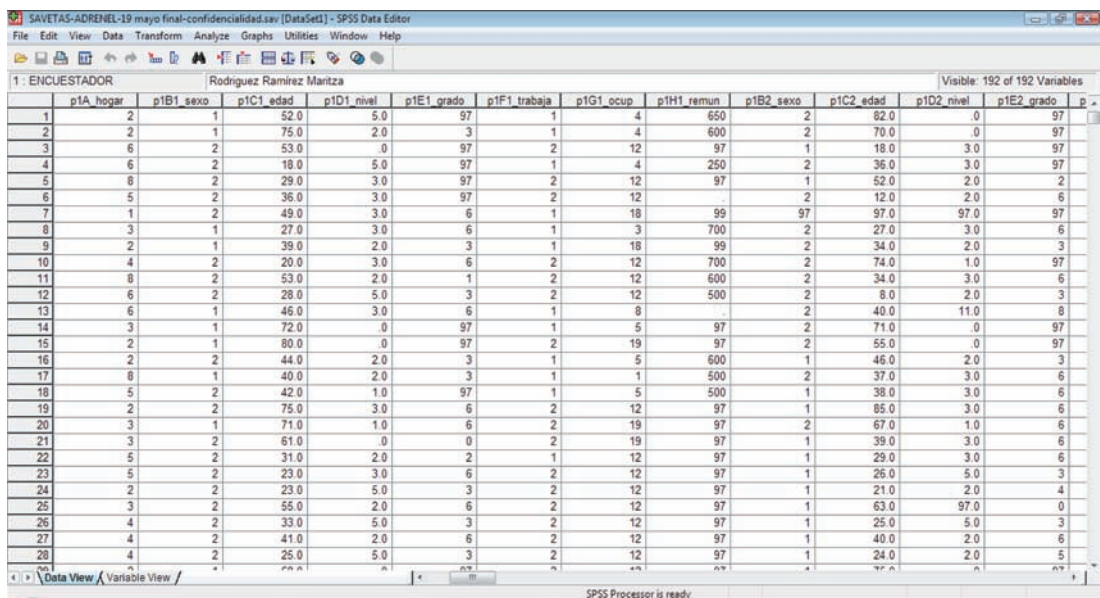 SAVETAS-ADRENEL-19 mayo final-confidencialidad.sav [DataSet1] - SPSS Data Editor
File Edit View Data Transform Analyze Graphs Utilities Window Help
1 : ENCUESTADOR Rodriguez Ramírez Maritza Visible: 192 of 192 Variables
p1A_hogar p1B1_sexo p1C1_edad p1D1_nivel p1E1_grado p1F1_trabaja p1G1_ocup p1H1_remun p1B2_sexo p1C2_edad p1D2_nivel p1E2_grado p
1 2 1 52.0 5.0 97 1 4 650 2 82.0 .0 97
2 2 1 75.0 2.0 3 1 4 600 2 70.0 .0 97
3 6 2 53.0 .0 97 2 12 97 1 18.0 3.0 97
4 6 2 18.0 5.0 97 1 4 250 2 36.0 3.0 97
5 8 2 29.0 3.0 97 2 12 97 1 52.0 2.0 2
6 5 2 36.0 3.0 97 2 12 . 2 12.0 2.0 6
7 1 2 49.0 3.0 6 1 18 99 97 97.0 97.0 97
8 3 1 27.0 3.0 6 1 3 700 2 27.0 3.0 6
9 2 1 39.0 2.0 3 1 18 99 2 34.0 2.0 3
10 4 2 20.0 3.0 6 2 12 700 2 74.0 1.0 97
11 8 2 53.0 2.0 1 2 12 600 2 34.0 3.0 6
12 6 2 28.0 5.0 3 2 12 500 2 8.0 2.0 3
13 6 1 46.0 3.0 6 1 8 . 2 40.0 11.0 8
14 3 1 72.0 .0 97 1 5 97 2 71.0 .0 97
15 2 1 80.0 .0 97 2 19 97 2 55.0 .0 97
16 2 2 44.0 2.0 3 1 5 600 1 46.0 2.0 3
17 8 1 40.0 2.0 3 1 1 500 2 37.0 3.0 6
18 5 2 42.0 1.0 97 1 5 500 1 38.0 3.0 6
19 2 2 75.0 3.0 6 2 12 97 1 85.0 3.0 6
20 3 1 71.0 1.0 6 2 19 97 2 67.0 1.0 6
21 3 2 61.0 .0 0 2 19 97 1 39.0 3.0 6
22 5 2 31.0 2.0 2 1 12 97 1 29.0 3.0 6
23 5 2 23.0 3.0 6 2 12 97 1 26.0 5.0 3
24 2 2 23.0 5.0 3 2 12 97 1 21.0 2.0 4
25 3 2 55.0 2.0 6 2 12 97 1 63.0 97.0 0
26 4 2 33.0 5.0 3 2 12 97 1 25.0 5.0 3
27 4 2 41.0 2.0 6 2 12 97 1 40.0 2.0 6
28 4 2 25.0 5.0 3 2 12 97 1 24.0 2.0 5
Data View Variable View
SPSS Processor is ready